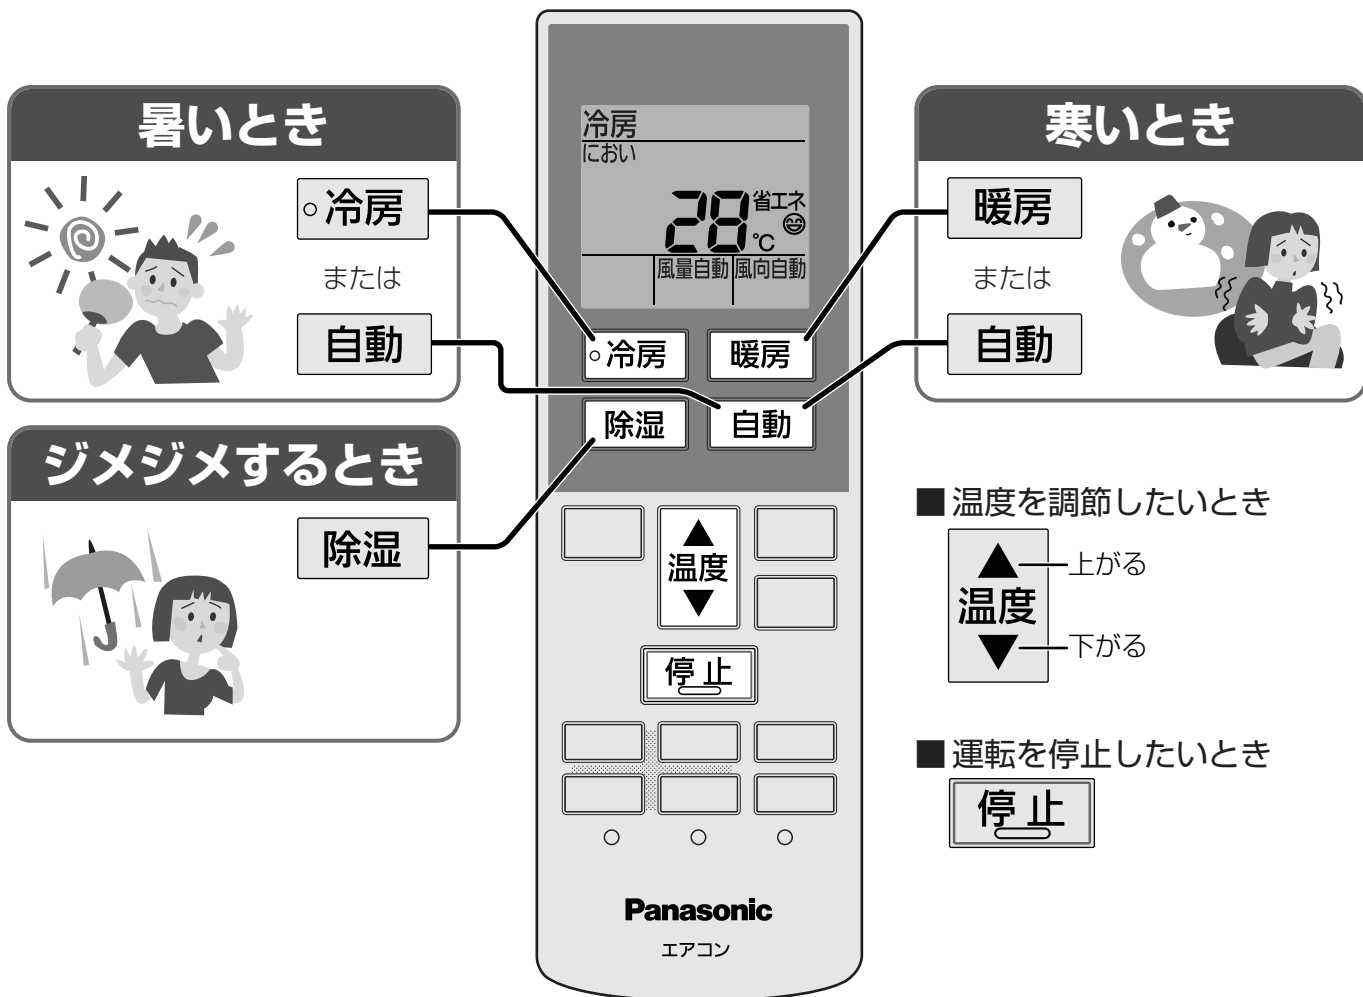 暑いとき
冷房
または
自動
ジメジメするとき
除湿
冷房
におい
28℃
省エネ
風量自動
風向自動
冷房
暖房
除湿
自動
▲
温度
▼
停止
Panasonic
エアコン
寒いとき
暖房
または
自動
■温度を調節したいとき
▲ 上がる
温度
▼ 下がる
■運転を停止したいとき
停止